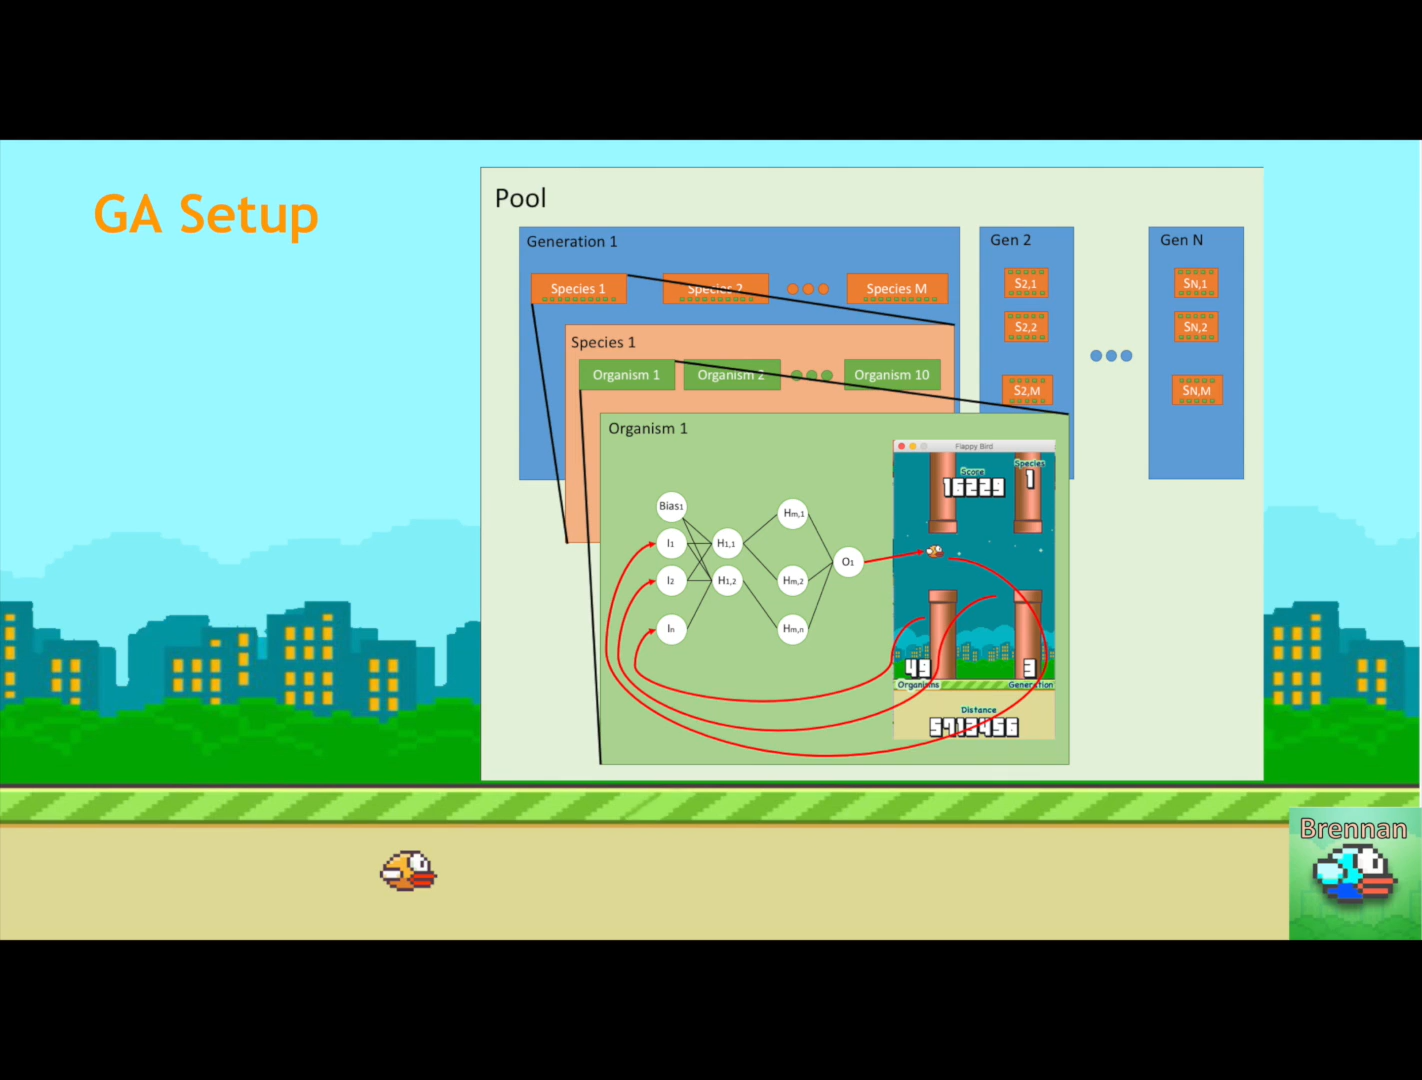 GA Setup
Pool
Generation 1
Gen 2
Gen N
Species 1
Species 2
Species M
S2,1
SN,1
S2,2
SN,2
S2,M
SN,M
Species 1
Organism 1
Organism 2
Organism 10
Organism 1
Flappy Bird
Score
16229
Species
1
Bias1
I1
I2
In
H1,1
H1,2
Hm,1
Hm,2
Hm,n
O1
49
Organisms
3
Generation
Distance
5913456
Brennan